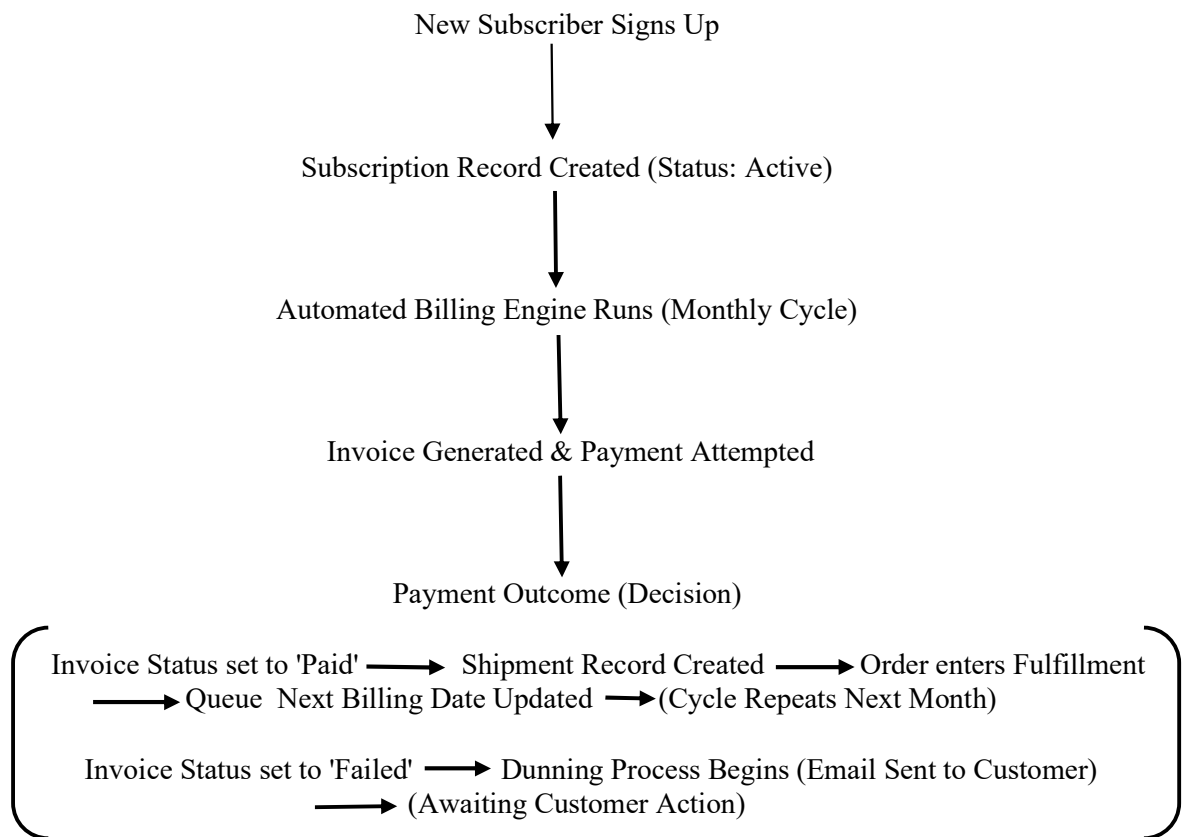 New Subscriber Signs Up
Subscription Record Created (Status: Active)
Automated Billing Engine Runs (Monthly Cycle)
Invoice Generated & Payment Attempted
Payment Outcome (Decision)
Invoice Status set to 'Paid' Shipment Record Created Order enters Fulfillment
Queue Next Billing Date Updated (Cycle Repeats Next Month)
Invoice Status set to 'Failed' Dunning Process Begins (Email Sent to Customer)
(Awaiting Customer Action)